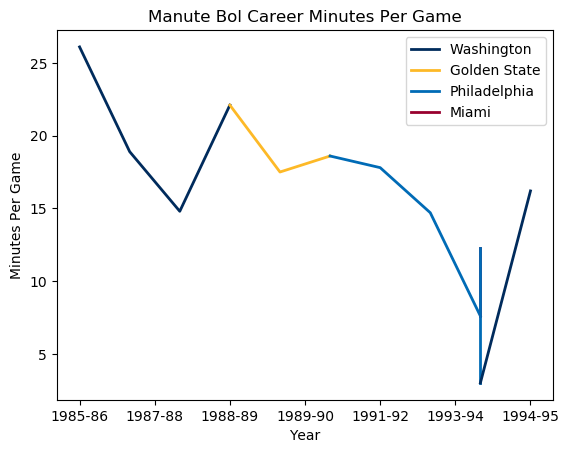 Manute Bol Career Minutes Per Game
Washington
Golden State
Philadelphia
Miami
Minutes Per Game
25
20
15
10
5
1985-86 1987-88 1988-89 1989-90 1991-92 1993-94 1994-95
Year